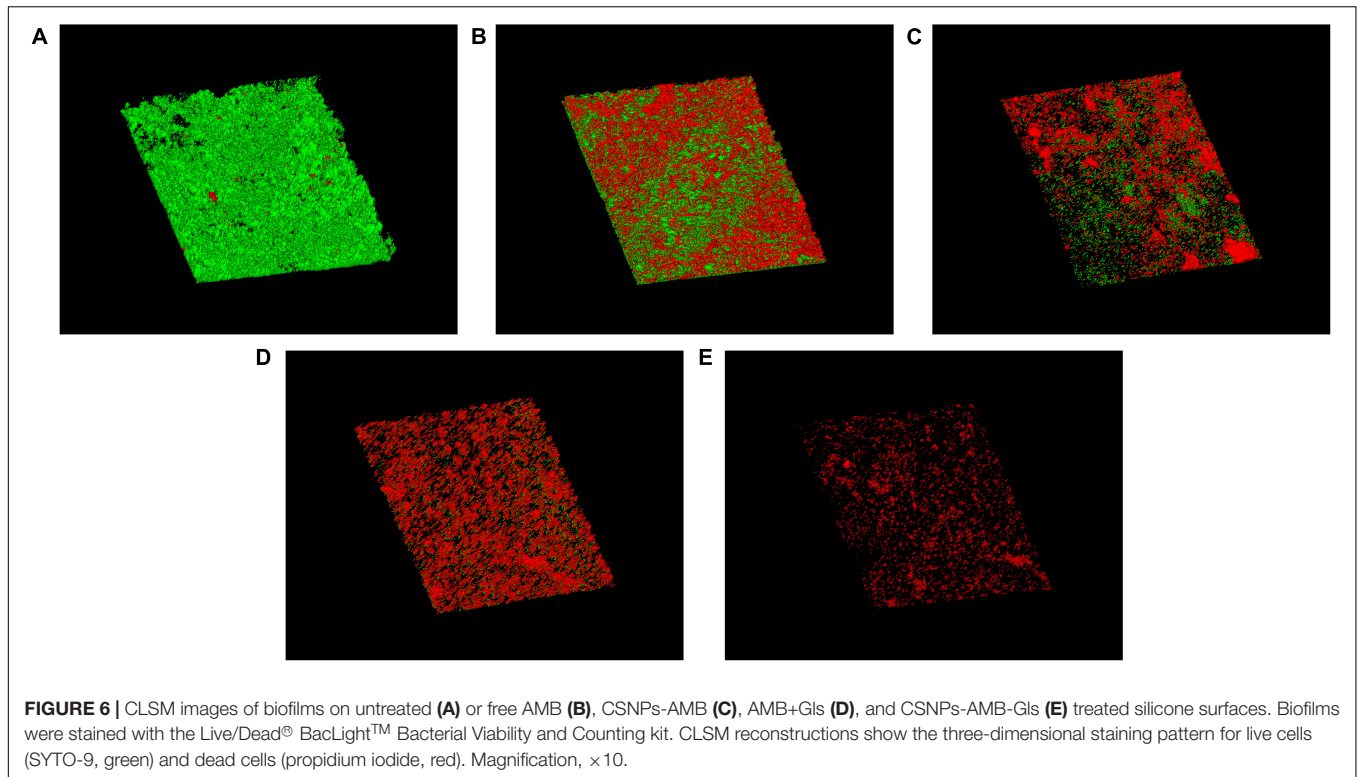 A
B
C
D
E
FIGURE 6 | CLSM images of biofilms on untreated (A) or free AMB (B), CSNPs-AMB (C), AMB+Gls (D), and CSNPs-AMB-Gls (E) treated silicone surfaces. Biofilms
were stained with the Live/Dead® BacLight™ Bacterial Viability and Counting kit. CLSM reconstructions show the three-dimensional staining pattern for live cells
(SYTO-9, green) and dead cells (propidium iodide, red). Magnification, ×10.